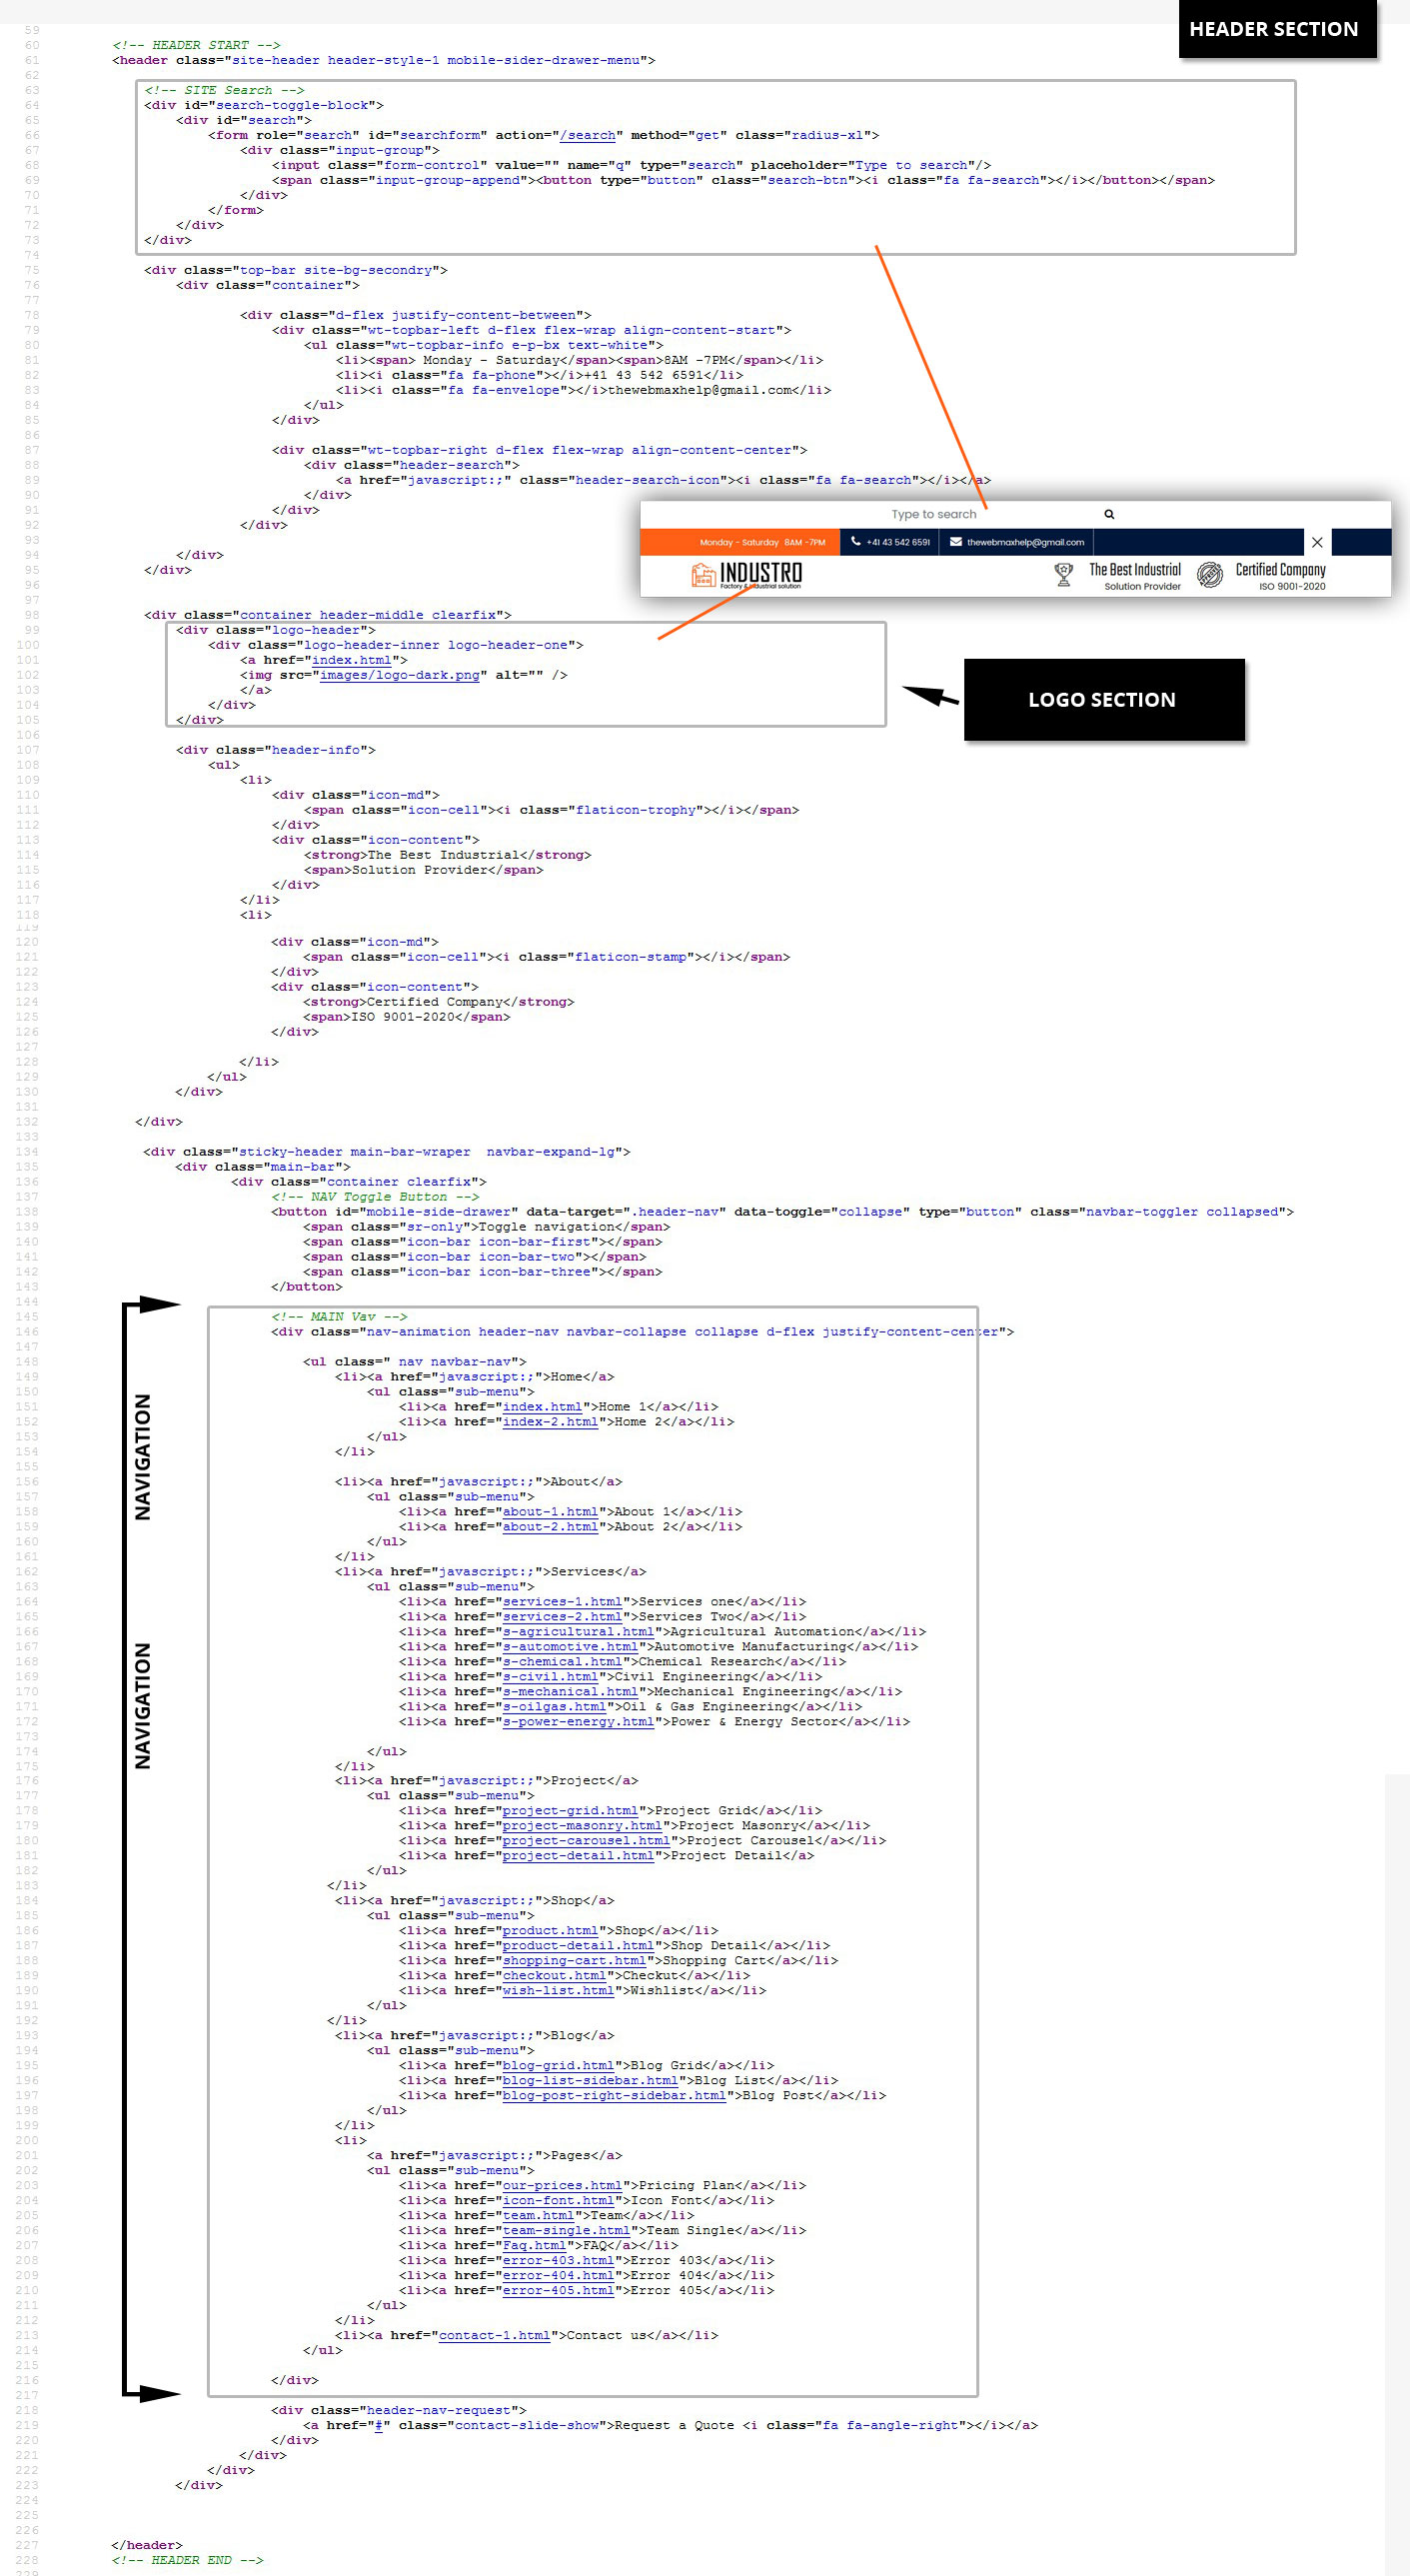 HEADER SECTION
59
60 <!-- HEADER START -->
61 <header class="site-header header-style-1 mobile-sider-drawer-menu">
62
63 <!-- SITE Search -->
64 <div id="search-toggle-block">
65 <div id="search">
66 <form role="search" id="searchform" action="/search" method="get" class="radius-xl">
67 <div class="input-group">
68 <input class="form-control" value="" name="q" type="search" placeholder="Type to search"/>
69 <span class="input-group-append"><button type="button" class="search-btn"><i class="fa fa-search"></i></button></span>
70 </div>
71 </form>
72 </div>
73 </div>
74
75 <div class="top-bar site-bg-secondry">
76 <div class="container">
77
78 <div class="d-flex justify-content-between">
79 <div class="wt-topbar-left d-flex flex-wrap align-content-start">
80 <ul class="wt-topbar-info e-p-bx text-white">
81 <li><span> Monday - Saturday</span><span>8AM -7PM</span></li>
82 <li><i class="fa fa-phone"></i>+41 43 542 6591</li>
83 <li><i class="fa fa-envelope"></i>thewebmaxhelp@gmail.com</li>
84 </ul>
85 </div>
86
87 <div class="wt-topbar-right d-flex flex-wrap align-content-center">
88 <div class="header-search">
89 <a href="javascript:;" class="header-search-icon"><i class="fa fa-search"></i></a>
90 </div>
91 </div>
92 </div>
93
94 </div>
95 </div>
96
97
Type to search
Monday - Saturday 8AM -7PM +41 43 542 6591 thewebmaxhelp@gmail.com
INDUSTRO The Best Industrial Certified Company
Factory & Industrial solution Solution Provider ISO 9001-2020
98 <div class="container header-middle clearfix">
99 <div class="logo-header">
100 <div class="logo-header-inner logo-header-one">
101 <a href="index.html">
102 <img src="images/logo-dark.png" alt="" />
103 </a>
104 </div>
105 </div>
LOGO SECTION
106
107 <div class="header-info">
108 <ul>
109 <li>
110 <div class="icon-md">
111 <span class="icon-cell"><i class="flaticon-trophy"></i></span>
112 </div>
113 <div class="icon-content">
114 <strong>The Best Industrial</strong>
115 <span>Solution Provider</span>
116 </div>
117 </li>
118 <li>
119
120 <div class="icon-md">
121 <span class="icon-cell"><i class="flaticon-stamp"></i></span>
122 </div>
123 <div class="icon-content">
124 <strong>Certified Company</strong>
125 <span>ISO 9001-2020</span>
126 </div>
127
128 </li>
129 </ul>
130 </div>
131
132 </div>
133
134 <div class="sticky-header main-bar-wraper  navbar-expand-lg">
135 <div class="main-bar">
136 <div class="container clearfix">
137 <!-- NAV Toggle Button -->
138 <button id="mobile-side-drawer" data-target=".header-nav" data-toggle="collapse" type="button" class="navbar-toggler collapsed">
139 <span class="sr-only">Toggle navigation</span>
140 <span class="icon-bar icon-bar-first"></span>
141 <span class="icon-bar icon-bar-two"></span>
142 <span class="icon-bar icon-bar-three"></span>
143 </button>
144
145 <!-- MAIN Vav -->
146 <div class="nav-animation header-nav navbar-collapse collapse d-flex justify-content-center">
147
148 <ul class=" nav navbar-nav">
149 <li><a href="javascript:;">Home</a>
150 <ul class="sub-menu">
151 <li><a href="index.html">Home 1</a></li>
152 <li><a href="index-2.html">Home 2</a></li>
153 </ul>
154 </li>
155
NAVIGATION
156 <li><a href="javascript:;">About</a>
157 <ul class="sub-menu">
158 <li><a href="about-1.html">About 1</a></li>
159 <li><a href="about-2.html">About 2</a></li>
160 </ul>
161 </li>
162 <li><a href="javascript:;">Services</a>
163 <ul class="sub-menu">
164 <li><a href="services-1.html">Services one</a></li>
165 <li><a href="services-2.html">Services Two</a></li>
166 <li><a href="s-agricultural.html">Agricultural Automation</a></li>
167 <li><a href="s-automotive.html">Automotive Manufacturing</a></li>
168 <li><a href="s-chemical.html">Chemical Research</a></li>
169 <li><a href="s-civil.html">Civil Engineering</a></li>
170 <li><a href="s-mechanical.html">Mechanical Engineering</a></li>
171 <li><a href="s-oilgas.html">Oil & Gas Engineering</a></li>
172 <li><a href="s-power-energy.html">Power & Energy Sector</a></li>
NAVIGATION
173
174 </ul>
175 </li>
176 <li><a href="javascript:;">Project</a>
177 <ul class="sub-menu">
178 <li><a href="project-grid.html">Project Grid</a></li>
179 <li><a href="project-masonry.html">Project Masonry</a></li>
180 <li><a href="project-carousel.html">Project Carousel</a></li>
181 <li><a href="project-detail.html">Project Detail</a>
182 </ul>
183 </li>
184 <li><a href="javascript:;">Shop</a>
185 <ul class="sub-menu">
186 <li><a href="product.html">Shop</a></li>
187 <li><a href="product-detail.html">Shop Detail</a></li>
188 <li><a href="shopping-cart.html">Shopping Cart</a></li>
189 <li><a href="checkout.html">Checkut</a></li>
190 <li><a href="wish-list.html">Wishlist</a></li>
191 </ul>
192 </li>
193 <li><a href="javascript:;">Blog</a>
194 <ul class="sub-menu">
195 <li><a href="blog-grid.html">Blog Grid</a></li>
196 <li><a href="blog-list-sidebar.html">Blog List</a></li>
197 <li><a href="blog-post-right-sidebar.html">Blog Post</a></li>
198 </ul>
199 </li>
200 <li>
201 <a href="javascript:;">Pages</a>
202 <ul class="sub-menu">
203 <li><a href="our-prices.html">Pricing Plan</a></li>
204 <li><a href="icon-font.html">Icon Font</a></li>
205 <li><a href="team.html">Team</a></li>
206 <li><a href="team-single.html">Team Single</a></li>
207 <li><a href="Faq.html">FAQ</a></li>
208 <li><a href="error-403.html">Error 403</a></li>
209 <li><a href="error-404.html">Error 404</a></li>
210 <li><a href="error-405.html">Error 405</a></li>
211 </ul>
212 </li>
213 <li><a href="contact-1.html">Contact us</a></li>
214 </ul>
215
216 </div>
217
218 <div class="header-nav-request">
219 <a href="#" class="contact-slide-show">Request a Quote <i class="fa fa-angle-right"></i></a>
220 </div>
221 </div>
222 </div>
223 </div>
224
225
226
227 </header>
228 <!-- HEADER END -->
229